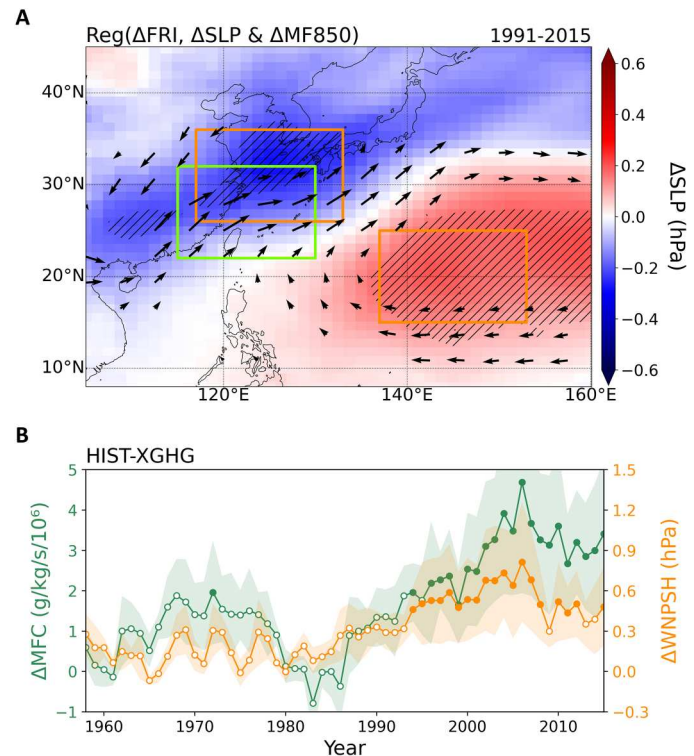 A
Reg(ΔFRI, ΔSLP & ΔMF850) 1991-2015
40°N
30°N
20°N
10°N
120°E 140°E 160°E
0.6
0.4
0.2
0.0
−0.2
−0.4
−0.6
ΔSLP (hPa)
B
HIST-XGHG
5
4
3
2
1
0
−1
ΔMFC (g/kg/s/10⁶)
1.5
1.2
0.9
0.6
0.3
0.0
−0.3
ΔWNPSH (hPa)
1960 1970 1980 1990 2000 2010
Year